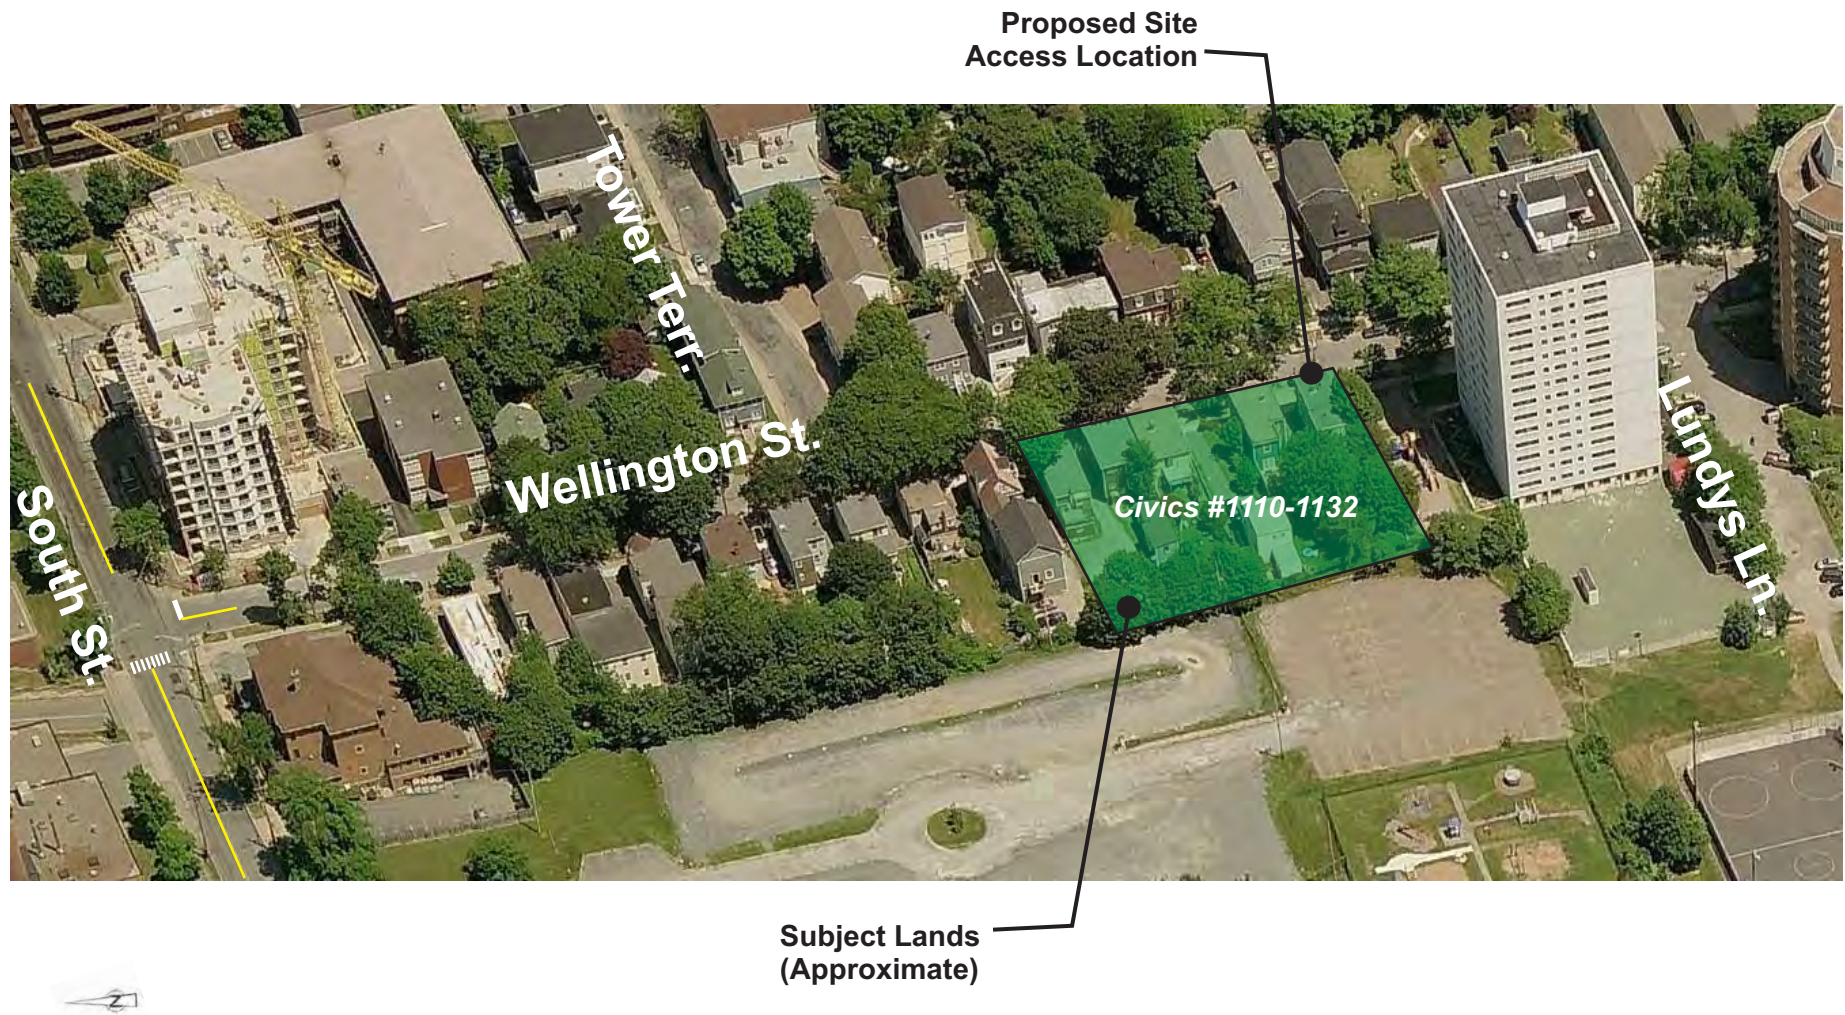 Proposed Site
Access Location
Tower Terr.
Wellington St.
South St.
Civics #1110-1132
Lundys Ln.
Subject Lands
(Approximate)
Z